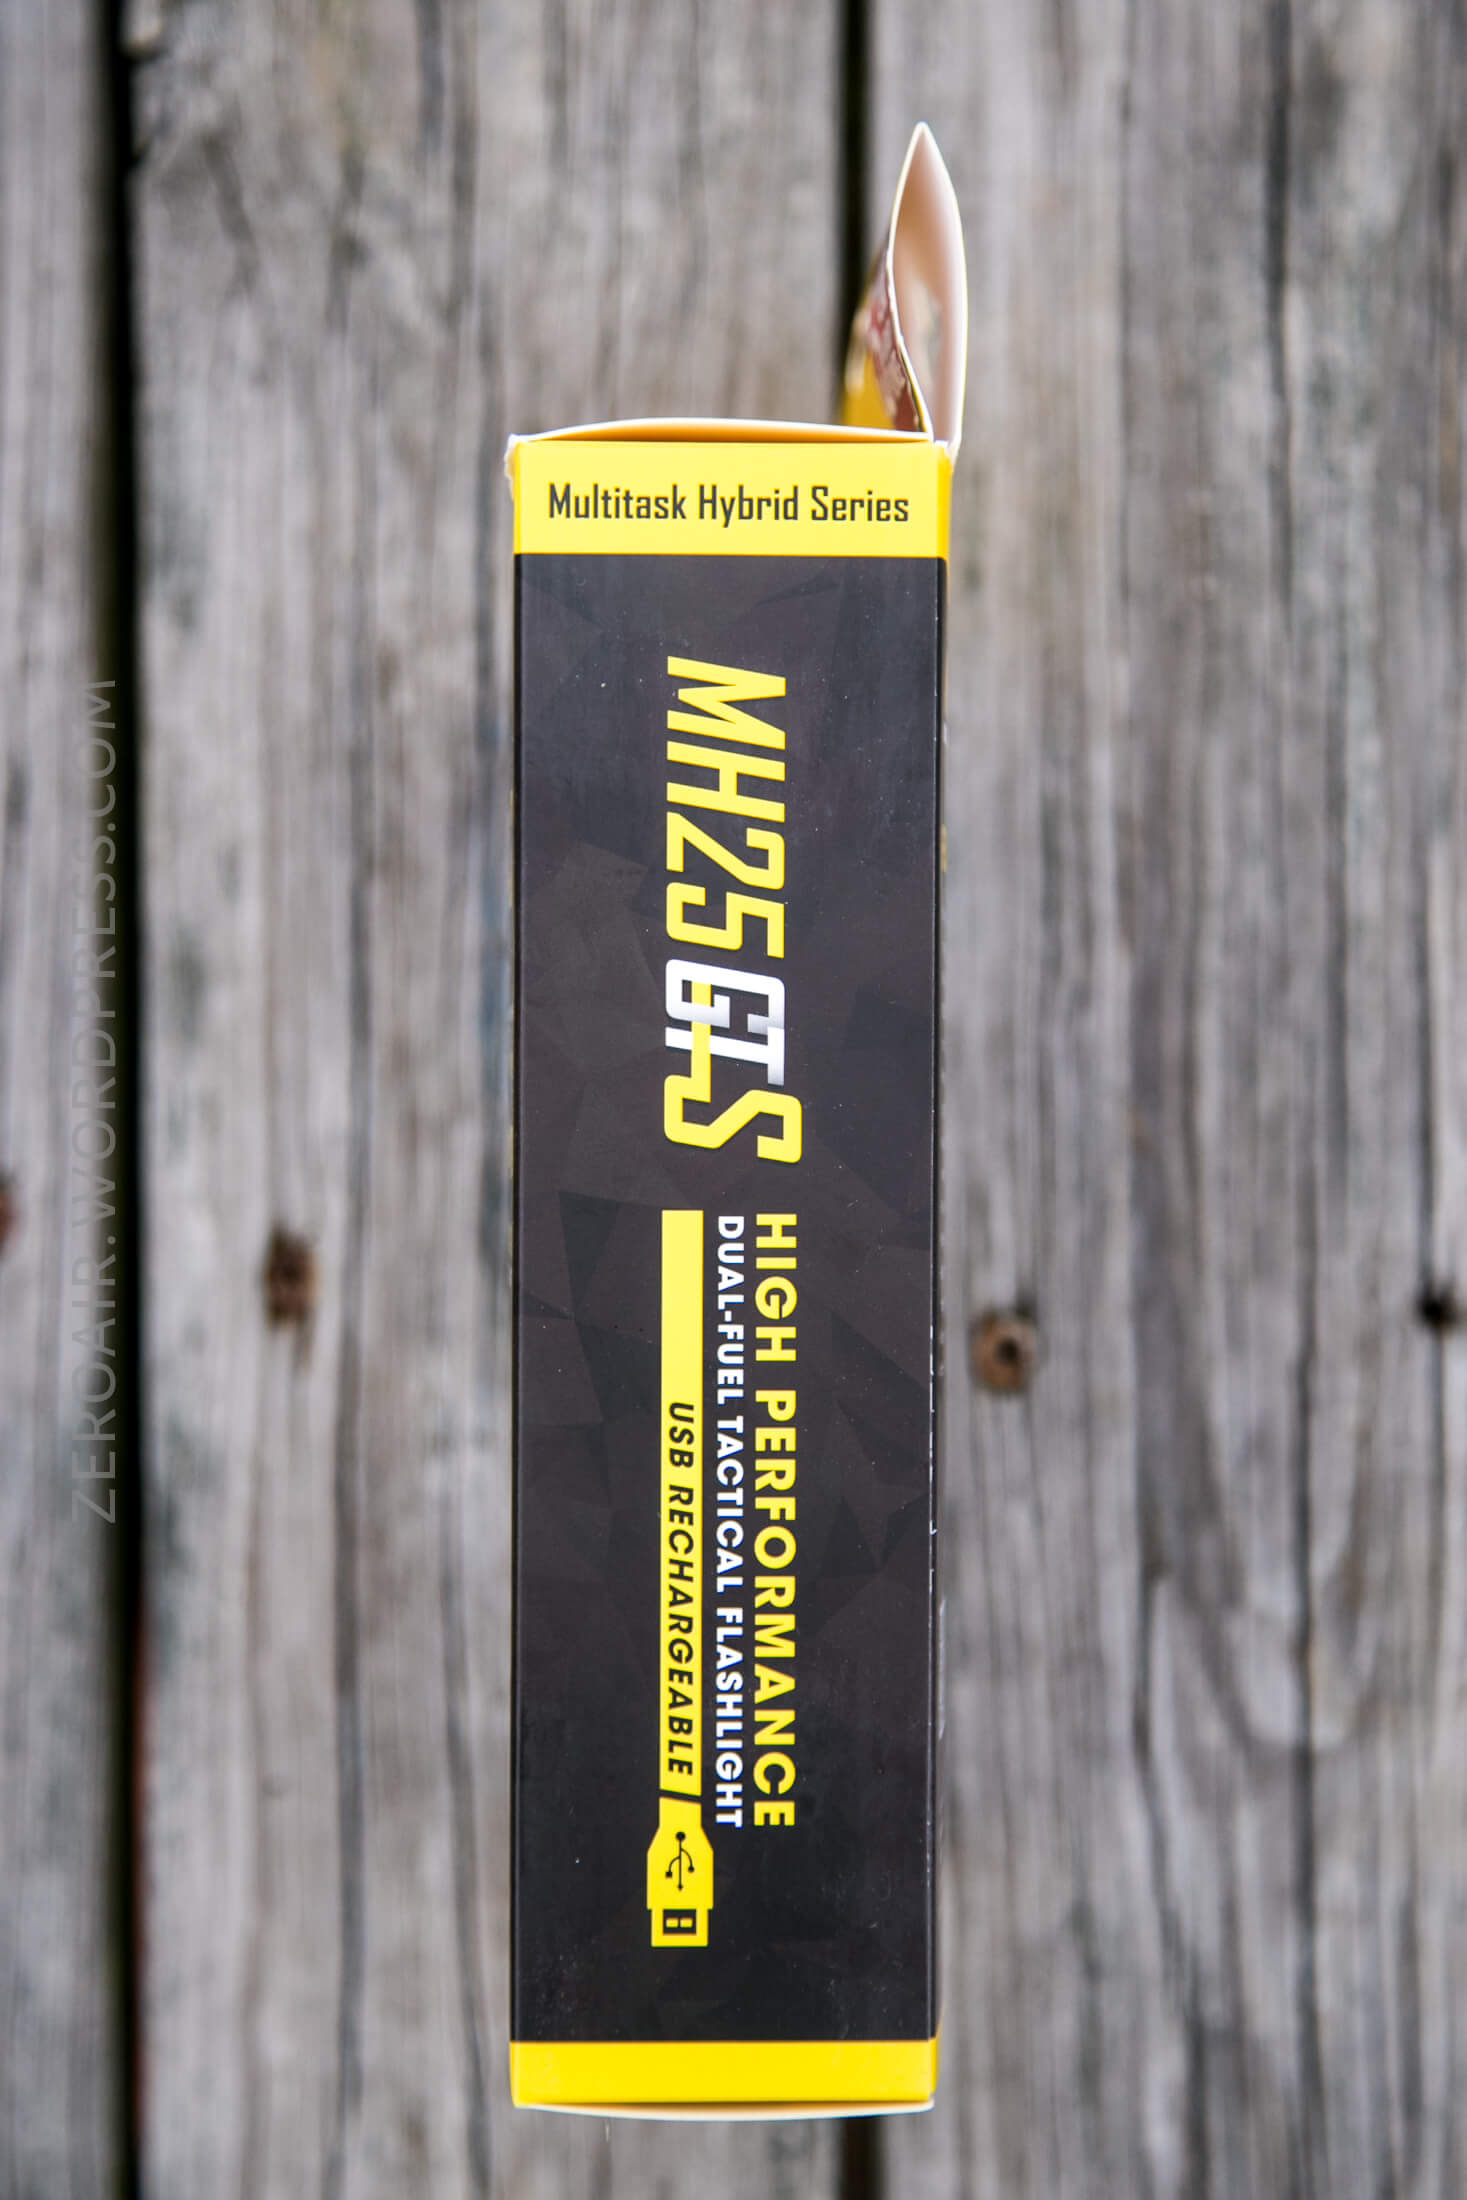 Multitask Hybrid Series
MH25GTS
HIGH PERFORMANCE
DUAL-FUEL TACTICAL FLASHLIGHT
USB RECHARGEABLE
ZEROAIR.WORDPRESS.COM